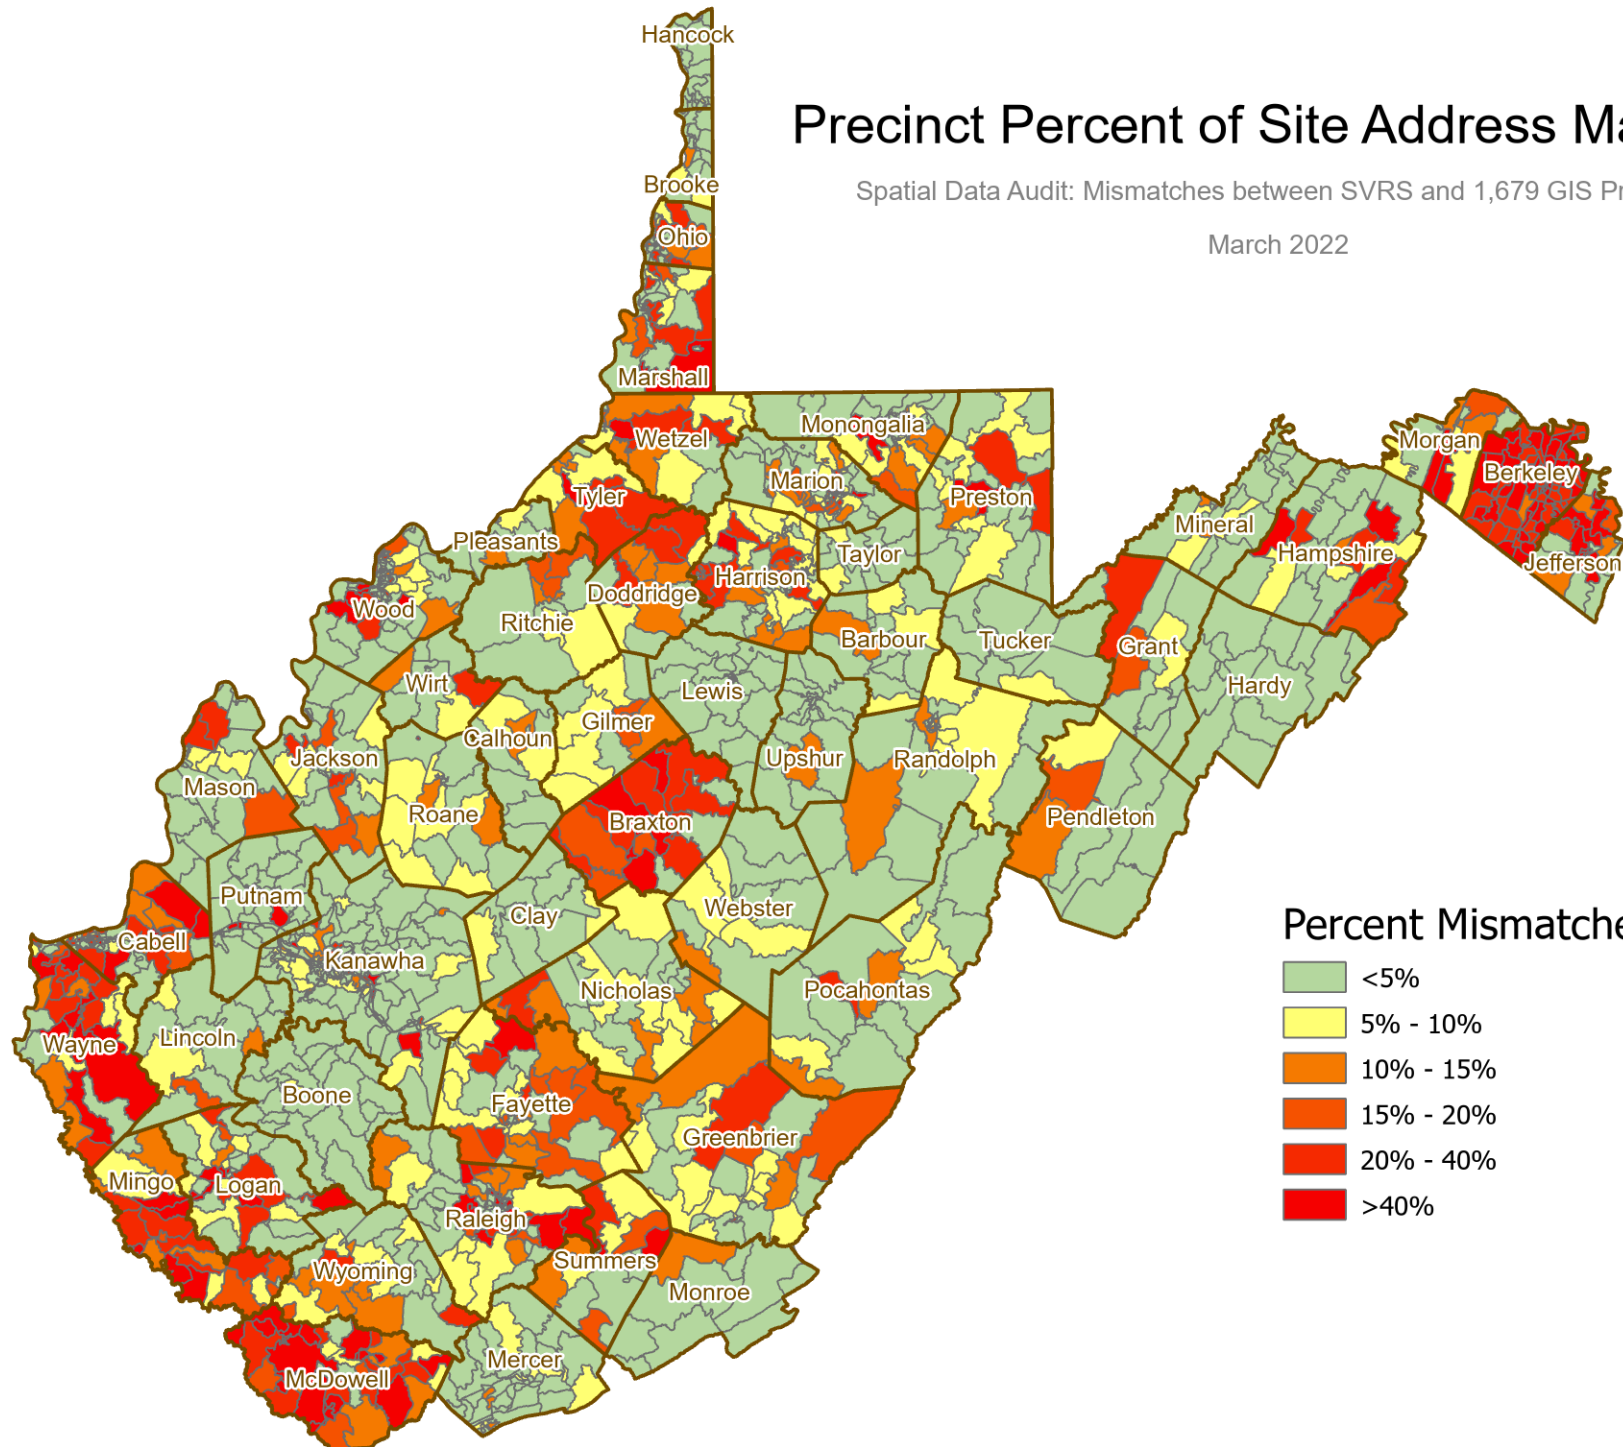 Hancock
Precinct Percent of Site Address Ma
Brooke
Spatial Data Audit: Mismatches between SVRS and 1,679 GIS Pr
Ohio
March 2022
Marshall
Wetzel
Monongalia
Morgan
Marion
Berkeley
Tyler
Preston
Mineral
Pleasants
Taylor
Hampshire
Jefferson
Harrison
Doddridge
Wood
Ritchie
Barbour
Tucker
Grant
Wirt
Lewis
Hardy
Gilmer
Calhoun
Jackson
Upshur
Randolph
Mason
Roane
Braxton
Pendleton
Putnam
Clay
Webster
Percent Mismatche
Cabell
Kanawha
<5%
Nicholas
Pocahontas
5% - 10%
Lincoln
Wayne
10% - 15%
Boone
Fayette
15% - 20%
Greenbrier
20% - 40%
Mingo
Logan
>40%
Raleigh
Summers
Wyoming
Monroe
Mercer
McDowell